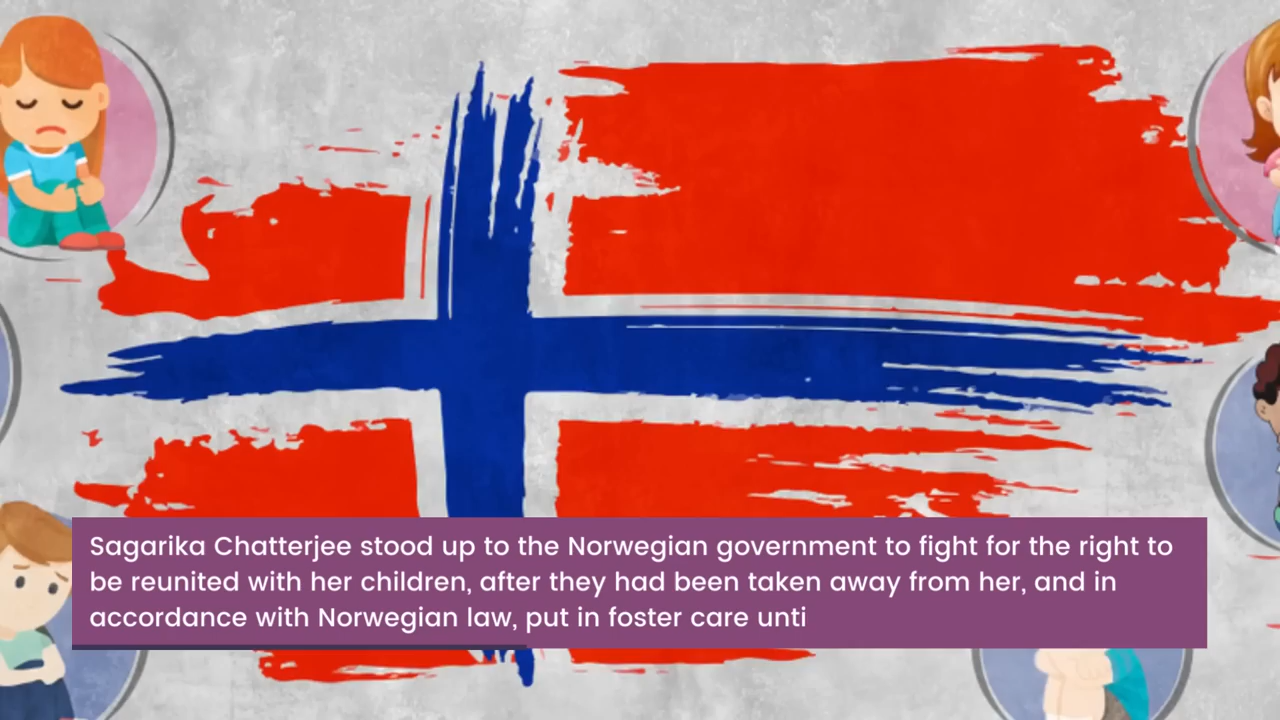 Sagarika Chatterjee stood up to the Norwegian government to fight for the right to
be reunited with her children, after they had been taken away from her, and in
accordance with Norwegian law, put in foster care unti